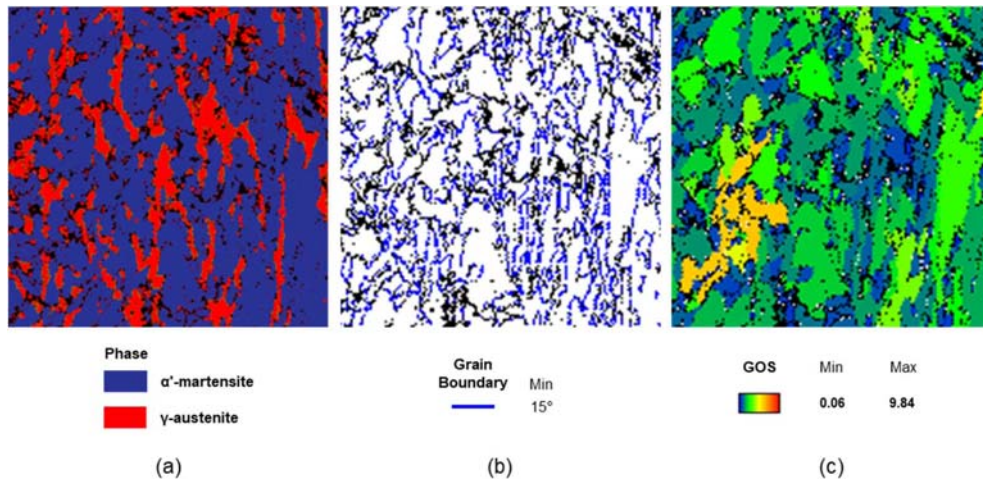 Phase
α'-martensite
γ-austenite
Grain
Boundary
Min
15°
GOS
Min
Max
0.06
9.84
(a)
(b)
(c)